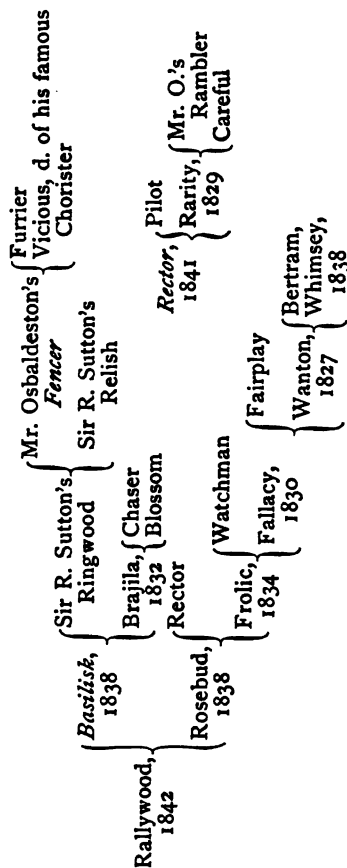 Rallywood,
1842
Basilisk,
1838
Sir R. Sutton's
Ringwood
Mr. Osbaldeston's
Fencer
Furrier
Vicious, d. of his famous
Chorister
Sir R. Sutton's
Relish
Brajila,
1832
Chaser
Blossom
Rosebud,
1838
Rector
Frolic,
1834
Watchman
Fallacy,
1830
Fairplay
Wanton,
1827
Bertram,
Whimsey,
1838
Rector,
1841
Pilot
Rarity,
1829
Mr. O.'s
Rambler
Careful